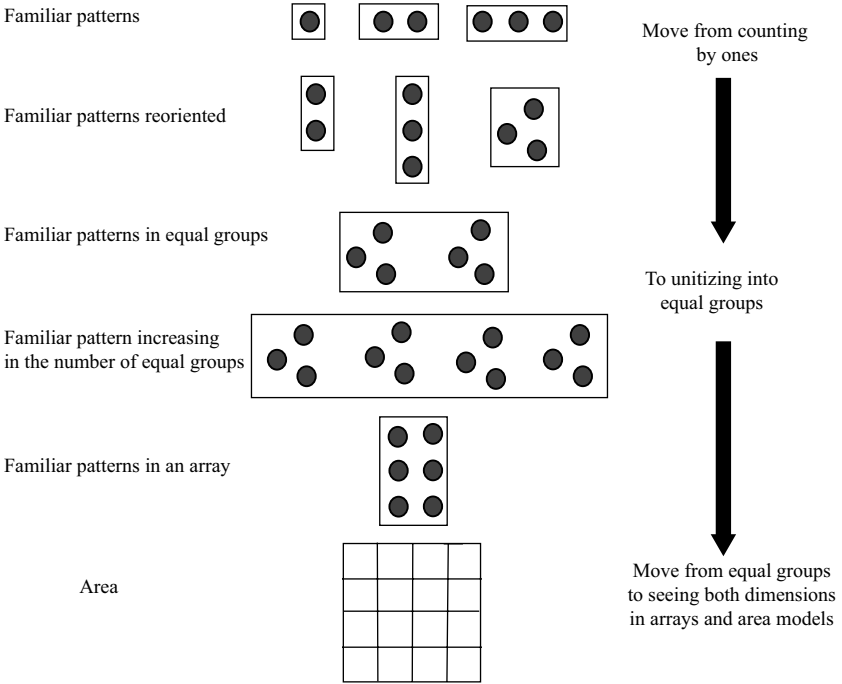 Familiar patterns
Move from counting
by ones
Familiar patterns reoriented
Familiar patterns in equal groups
To unitizing into
equal groups
Familiar pattern increasing
in the number of equal groups
Familiar patterns in an array
Area
Move from equal groups
to seeing both dimensions
in arrays and area models